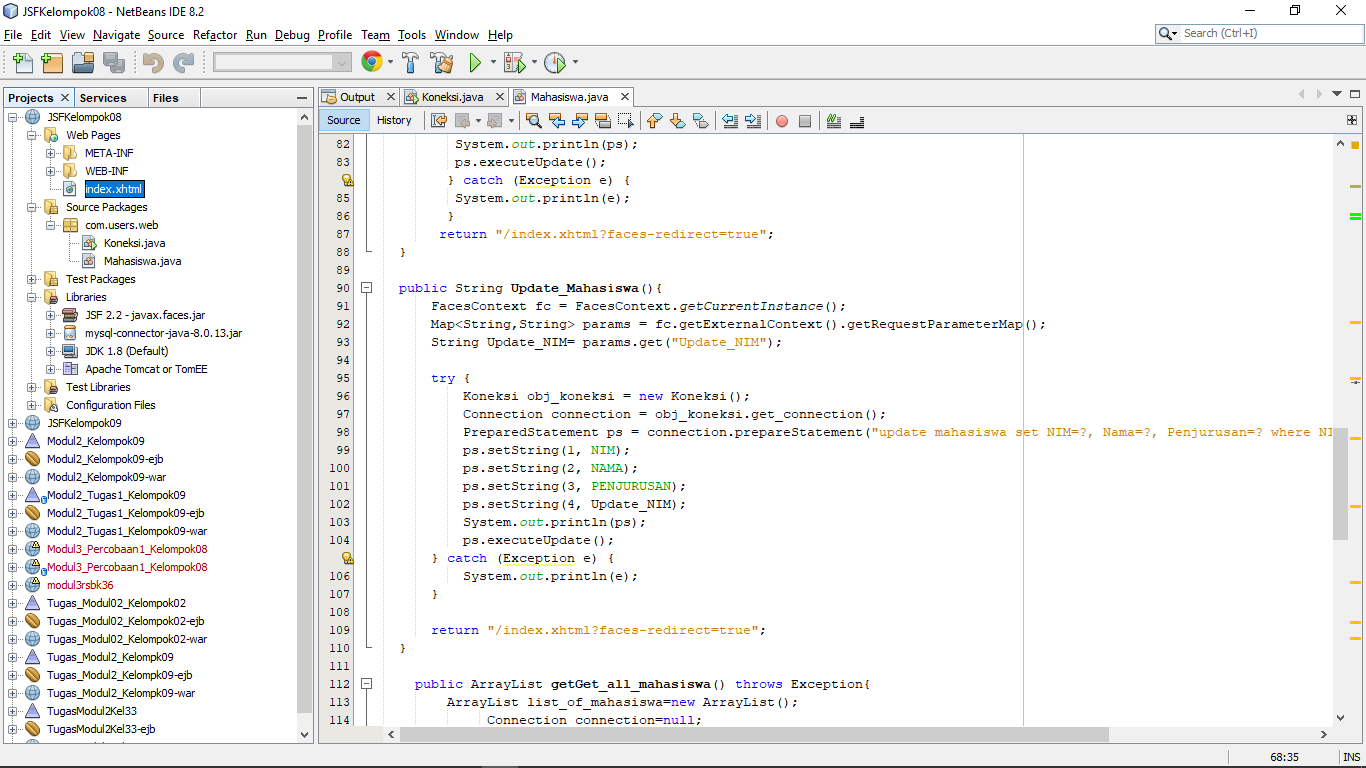 JSFKelompok08 - NetBeans IDE 8.2
File Edit View Navigate Source Refactor Run Debug Profile Team Tools Window Help
Search (Ctrl+I)
Projects Services Files
JSFKelompok08
Web Pages
META-INF
WEB-INF
index.xhtml
Source Packages
com.users.web
Koneksi.java
Mahasiswa.java
Test Packages
Libraries
JSF 2.2 - javax.faces.jar
mysql-connector-java-8.0.13.jar
JDK 1.8 (Default)
Apache Tomcat or TomEE
Test Libraries
Configuration Files
JSFKelompok09
Modul2_Kelompok09
Modul2_Kelompok09-ejb
Modul2_Kelompok09-war
Modul2_Tugas1_Kelompok09
Modul2_Tugas1_Kelompok09-ejb
Modul2_Tugas1_Kelompok09-war
Modul3_Percobaan1_Kelompok08
Modul3_Percobaan1_Kelompok08
modul3rsbk36
Tugas_Modul02_Kelompok02
Tugas_Modul02_Kelompok02-ejb
Tugas_Modul02_Kelompok02-war
Tugas_Modul2_Kelompk09
Tugas_Modul2_Kelompk09-ejb
Tugas_Modul2_Kelompk09-war
TugasModul2Kel33
TugasModul2Kel33-ejb
Output Koneksi.java Mahasiswa.java
Source History
82 System.out.println(ps);
83 ps.executeUpdate();
} catch (Exception e) {
85 System.out.println(e);
86 }
87 return "/index.xhtml?faces-redirect=true";
88 }
89
90 public String Update_Mahasiswa(){
91 FacesContext fc = FacesContext.getCurrentInstance();
92 Map<String,String> params = fc.getExternalContext().getRequestParameterMap();
93 String Update_NIM= params.get("Update_NIM");
94
95 try {
96 Koneksi obj_koneksi = new Koneksi();
97 Connection connection = obj_koneksi.get_connection();
98 PreparedStatement ps = connection.prepareStatement("update mahasiswa set NIM=?, Nama=?, Penjurusan=? where NI
99 ps.setString(1, NIM);
100 ps.setString(2, NAMA);
101 ps.setString(3, PENJURUSAN);
102 ps.setString(4, Update_NIM);
103 System.out.println(ps);
104 ps.executeUpdate();
} catch (Exception e) {
106 System.out.println(e);
107 }
108
109 return "/index.xhtml?faces-redirect=true";
110 }
111
112 public ArrayList getGet_all_mahasiswa() throws Exception{
113 ArrayList list_of_mahasiswa=new ArrayList();
114 Connection connection=null;
68:35 INS